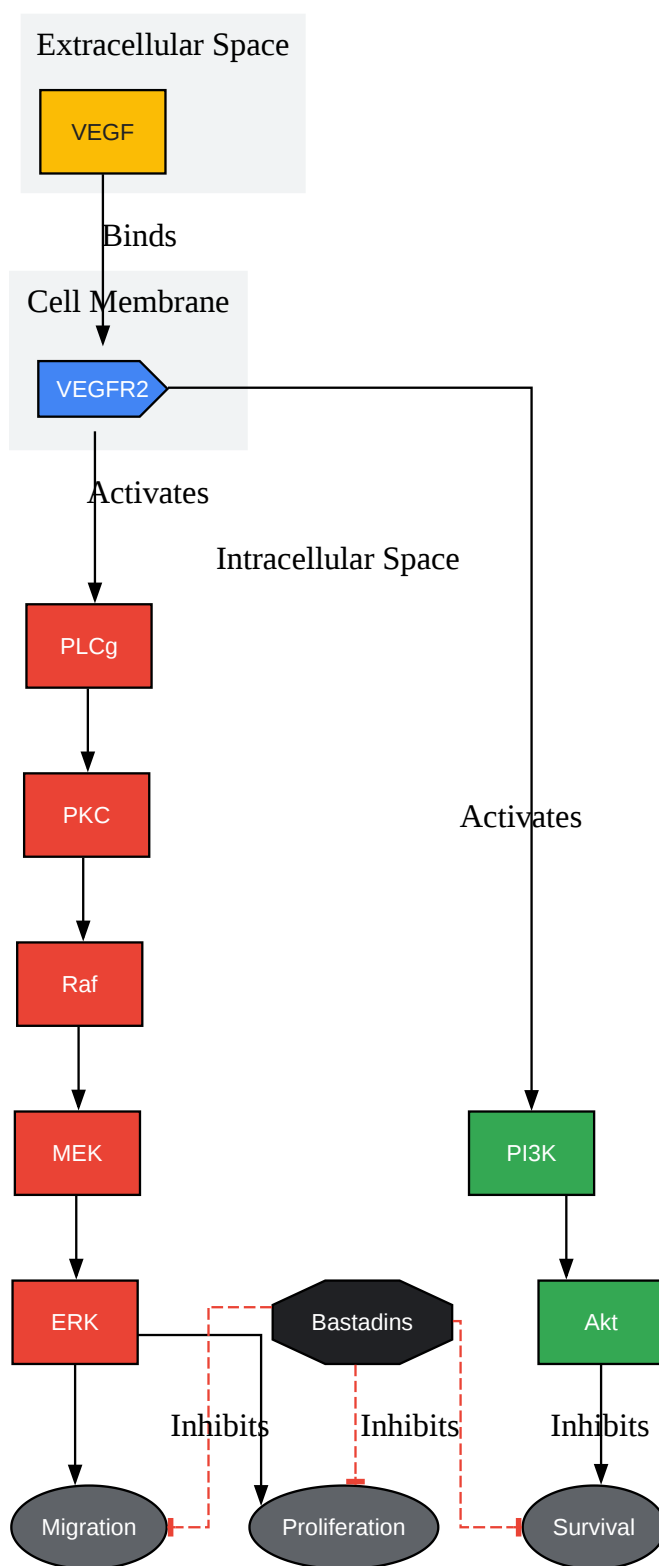 Extracellular Space
VEGF
Binds
Cell Membrane
VEGFR2
Activates
Intracellular Space
PLCg
PKC
Activates
Raf
MEK
PI3K
ERK
Bastadins
Akt
Inhibits
Inhibits
Inhibits
Migration
Proliferation
Survival